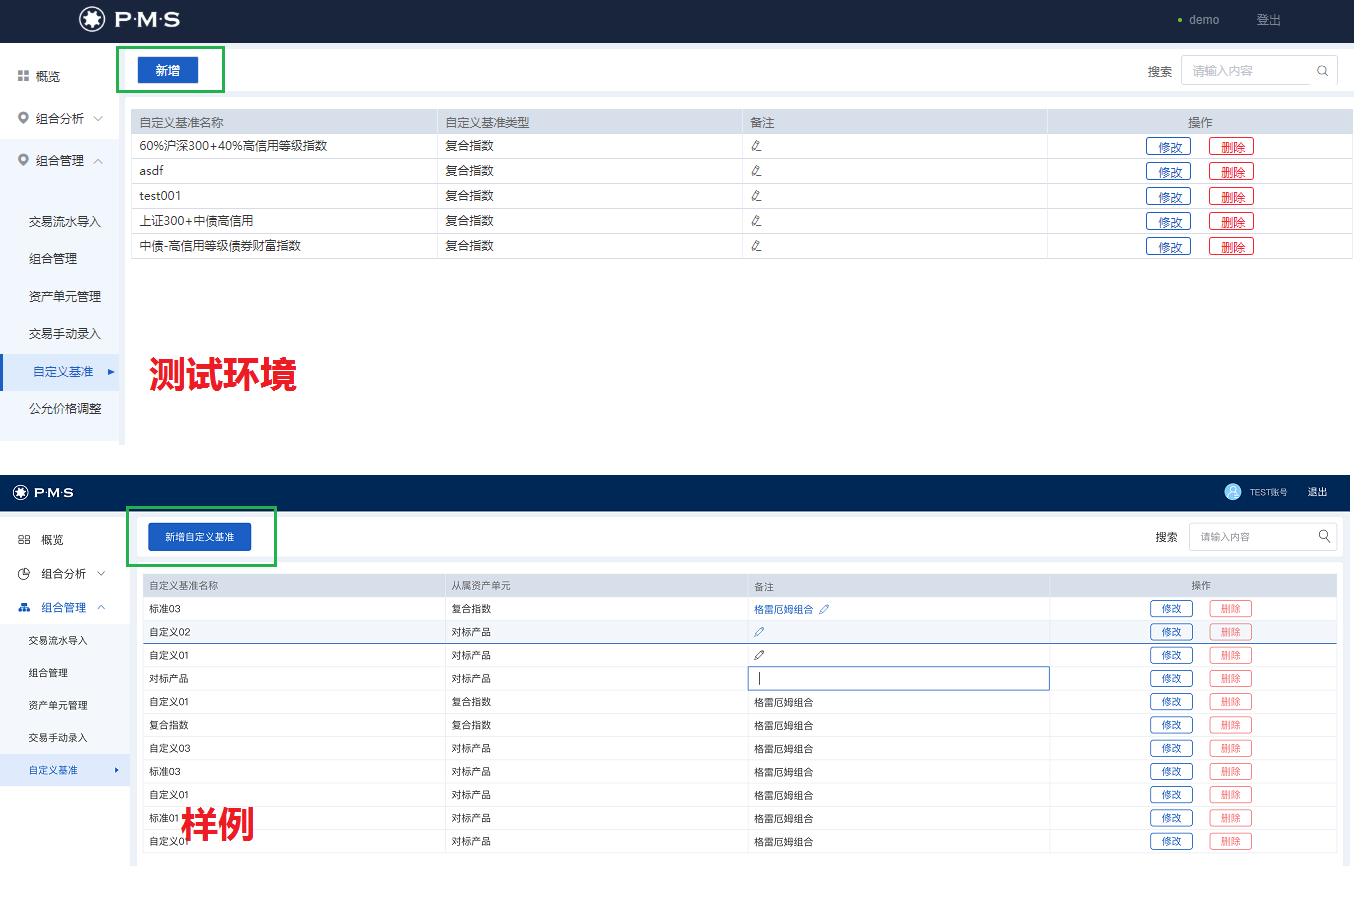 P·M·S
demo 登出
概览
组合分析
组合管理
交易流水导入
组合管理
资产单元管理
交易手动录入
自定义基准
公允价格调整
新增
搜索 请输入内容
自定义基准名称 自定义基准类型 备注 操作
60%沪深300+40%高信用等级指数 复合指数 修改 删除
asdf 复合指数 修改 删除
test001 复合指数 修改 删除
上证300+中债高信用 复合指数 修改 删除
中债-高信用等级债券财富指数 复合指数 修改 删除
测试环境
P·M·S
TEST账号 退出
概览
组合分析
组合管理
交易流水导入
组合管理
资产单元管理
交易手动录入
自定义基准
新增自定义基准
搜索 请输入内容
自定义基准名称 从属资产单元 备注 操作
标准03 复合指数 格雷厄姆组合 修改 删除
自定义02 对标产品 修改 删除
自定义01 对标产品 修改 删除
对标产品 对标产品 修改 删除
自定义01 复合指数 格雷厄姆组合 修改 删除
复合指数 复合指数 格雷厄姆组合 修改 删除
自定义03 对标产品 格雷厄姆组合 修改 删除
标准03 对标产品 格雷厄姆组合 修改 删除
自定义01 对标产品 格雷厄姆组合 修改 删除
标准01 对标产品 格雷厄姆组合 修改 删除
自定义01 对标产品 格雷厄姆组合 修改 删除
样例